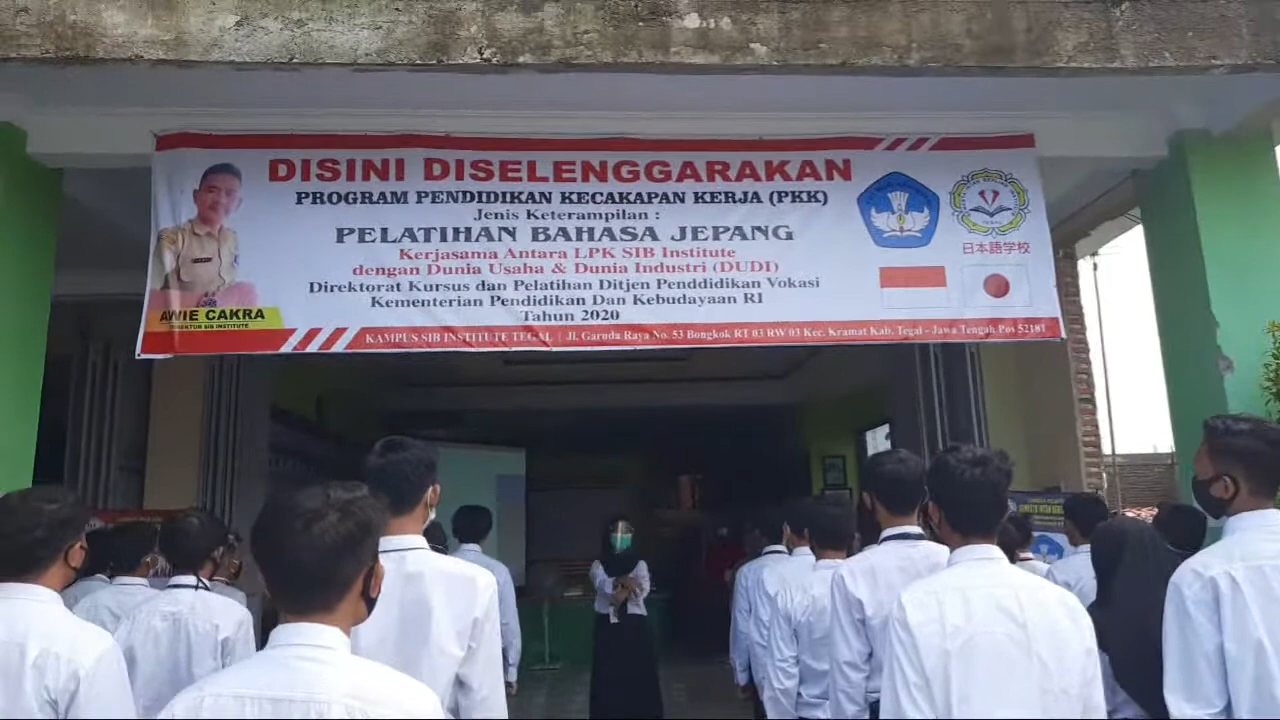 DISINI DISELENGGARAKAN
PROGRAM PENDIDIKAN KECAKAPAN KERJA (PKK)
Jenis Keterampilan :
PELATIHAN BAHASA JEPANG
Kerjasama Antara LPK SIB Institute
dengan Dunia Usaha & Dunia Industri (DUDI)
Direktorat Kursus dan Pelatihan Ditjen Penddidikan Vokasi
Kementerian Pendidikan Dan Kebudayaan RI
Tahun 2020
AWIE CAKRA
DIREKTUR SIB INSTITUTE
日本語学校
KAMPUS SIB INSTITUTE TEGAL | Jl. Garuda Raya No. 53 Bongkok RT 03 RW 03 Kec. Kramat Kab. Tegal - Jawa Tengah Pos 52181